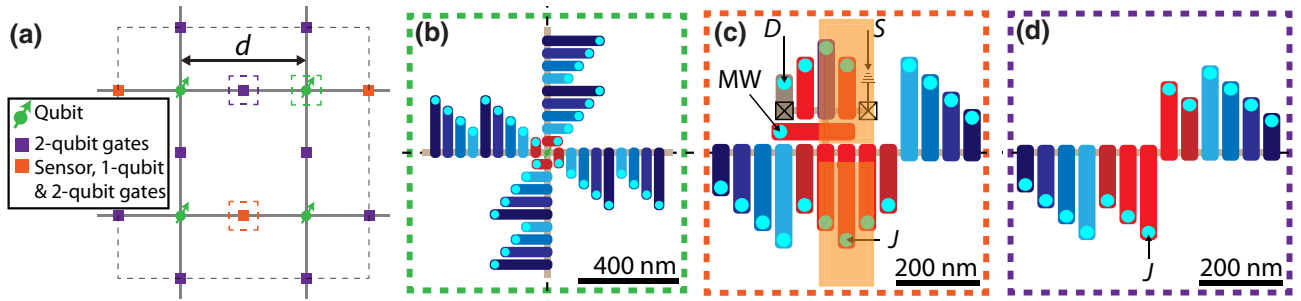 (a)
d
Qubit
2-qubit gates
Sensor, 1-qubit
& 2-qubit gates
(b)
400 nm
(c)
D
S
MW
J
200 nm
(d)
J
200 nm